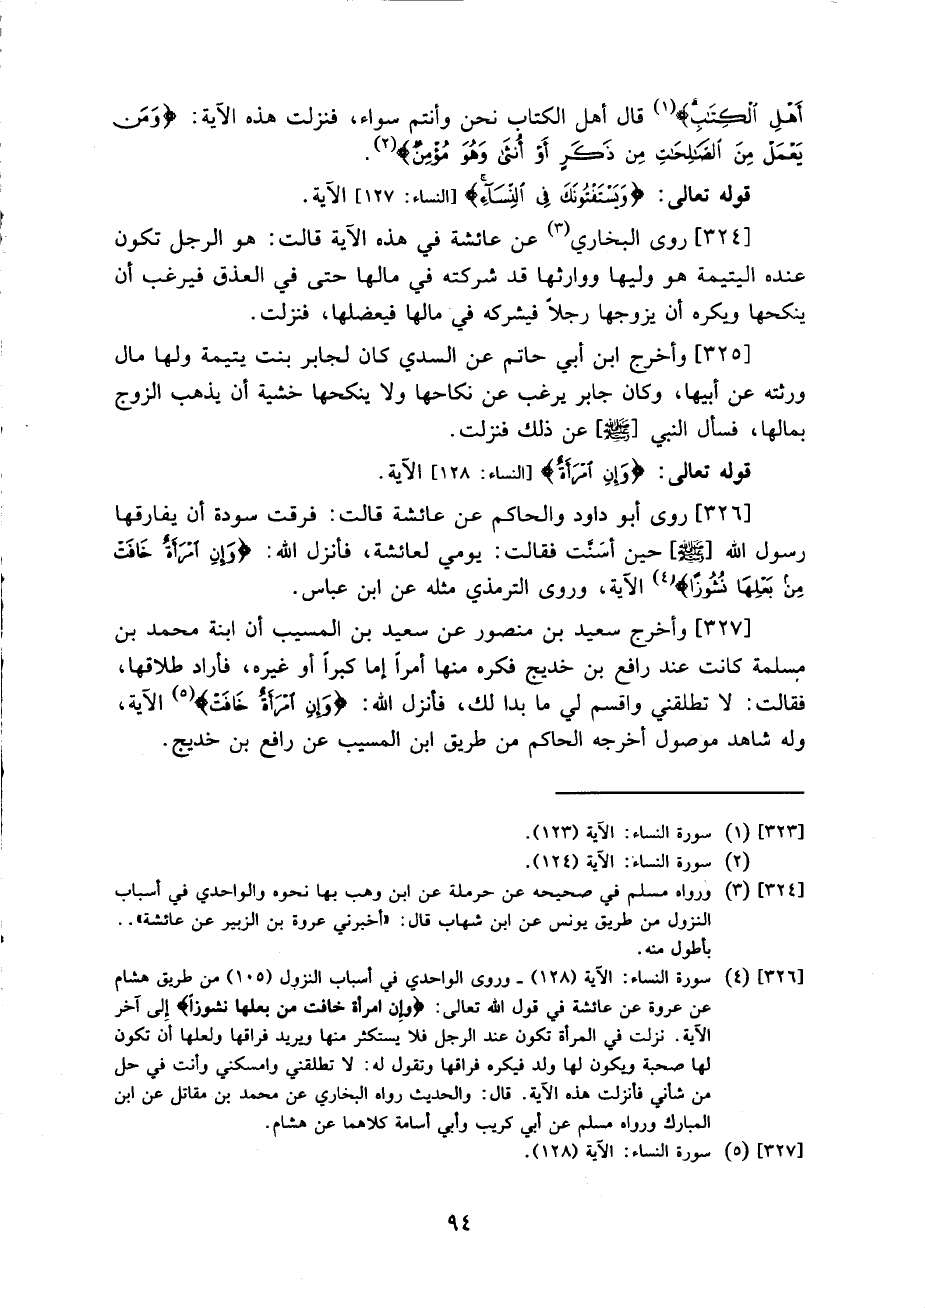 أَهْلِ ٱلْكِتَٰبِ﴾(١) قال أهل الكتاب نحن وأنتم سواء، فنزلت هذه الآية: ﴿وَمَن
يَعْمَلْ مِنَ ٱلصَّٰلِحَٰتِ مِن ذَكَرٍ أَوْ أُنثَىٰ وَهُوَ مُؤْمِنٌ﴾(٢).
قوله تعالى: ﴿وَيَسْتَفْتُونَكَ فِى ٱلنِّسَآءِ﴾ [النساء: ١٢٧] الآية.
[٣٢٤] روى البخاري(٣) عن عائشة في هذه الآية قالت: هو الرجل تكون
عنده اليتيمة هو وليها ووارثها قد شركته في مالها حتى في العذق فيرغب أن
ينكحها ويكره أن يزوجها رجلاً فيشركه في مالها فيعضلها، فنزلت.
[٣٢٥] وأخرج ابن أبي حاتم عن السدي كان لجابر بنت يتيمة ولها مال
ورثته عن أبيها، وكان جابر يرغب عن نكاحها ولا ينكحها خشية أن يذهب الزوج
بمالها، فسأل النبي [ﷺ] عن ذلك فنزلت.
قوله تعالى: ﴿وَإِنِ ٱمْرَأَةٌ﴾ [النساء: ١٢٨] الآية.
[٣٢٦] روى أبو داود والحاكم عن عائشة قالت: فرقت سودة أن يفارقها
رسول الله [ﷺ] حين أسَنَّت فقالت: يومي لعائشة، فأنزل الله: ﴿وَإِنِ ٱمْرَأَةٌ خَافَتْ
مِنۢ بَعْلِهَا نُشُوزًا﴾(٤) الآية، وروى الترمذي مثله عن ابن عباس.
[٣٢٧] وأخرج سعيد بن منصور عن سعيد بن المسيب أن ابنة محمد بن
مسلمة كانت عند رافع بن خديج فكره منها أمراً إما كبراً أو غيره، فأراد طلاقها،
فقالت: لا تطلقني واقسم لي ما بدا لك، فأنزل الله: ﴿وَإِنِ ٱمْرَأَةٌ خَافَتْ﴾(٥) الآية،
وله شاهد موصول أخرجه الحاكم من طريق ابن المسيب عن رافع بن خديج.
[٣٢٣] (١) سورة النساء: الآية (١٢٣).
(٢) سورة النساء: الآية (١٢٤).
[٣٢٤] (٣) ورواه مسلم في صحيحه عن حرملة عن ابن وهب بها نحوه والواحدي في أسباب
النزول من طريق يونس عن ابن شهاب قال: «أخبرني عروة بن الزبير عن عائشة»..
بأطول منه.
[٣٢٦] (٤) سورة النساء: الآية (١٢٨) ـ وروى الواحدي في أسباب النزول (١٠٥) من طريق هشام
عن عروة عن عائشة في قول الله تعالى: ﴿وإن امرأة خافت من بعلها نشوزاً﴾ إلى آخر
الآية. نزلت في المرأة تكون عند الرجل فلا يستكثر منها ويريد فراقها ولعلها أن تكون
لها صحبة ويكون لها ولد فيكره فراقها وتقول له: لا تطلقني وامسكني وأنت في حل
من شأني فأنزلت هذه الآية. قال: والحديث رواه البخاري عن محمد بن مقاتل عن ابن
المبارك ورواه مسلم عن أبي كريب وأبي أسامة كلاهما عن هشام.
[٣٢٧] (٥) سورة النساء: الآية (١٢٨).
٩٤